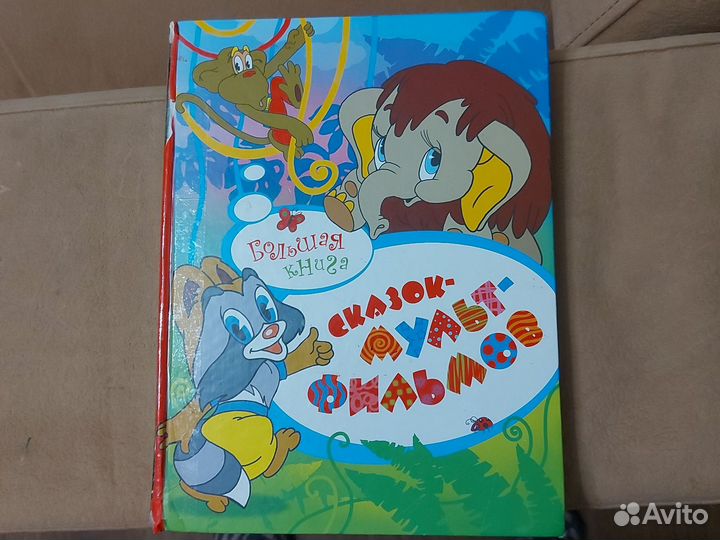 Большая
книга
сказок-
мульт-
фильмов
Avito